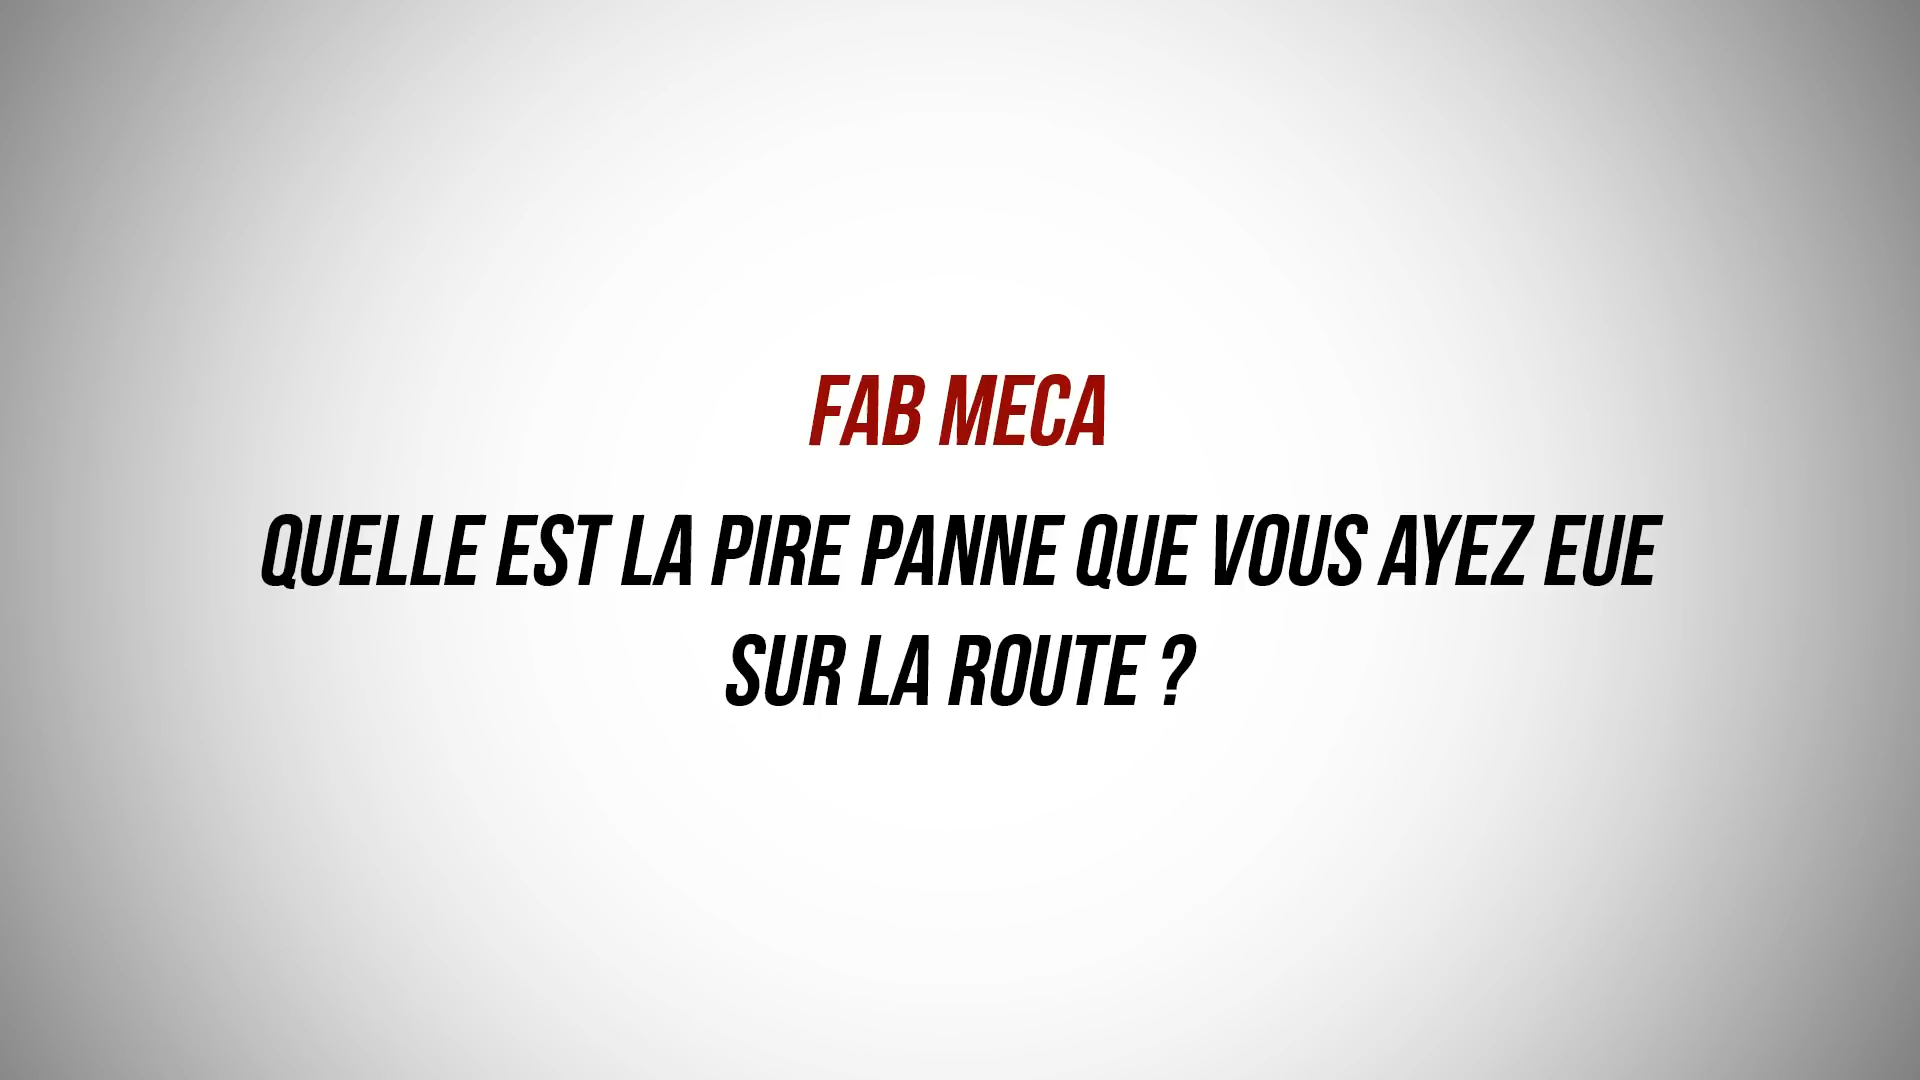 FAB MECA
QUELLE EST LA PIRE PANNE QUE VOUS AYEZ EUE
SUR LA ROUTE ?